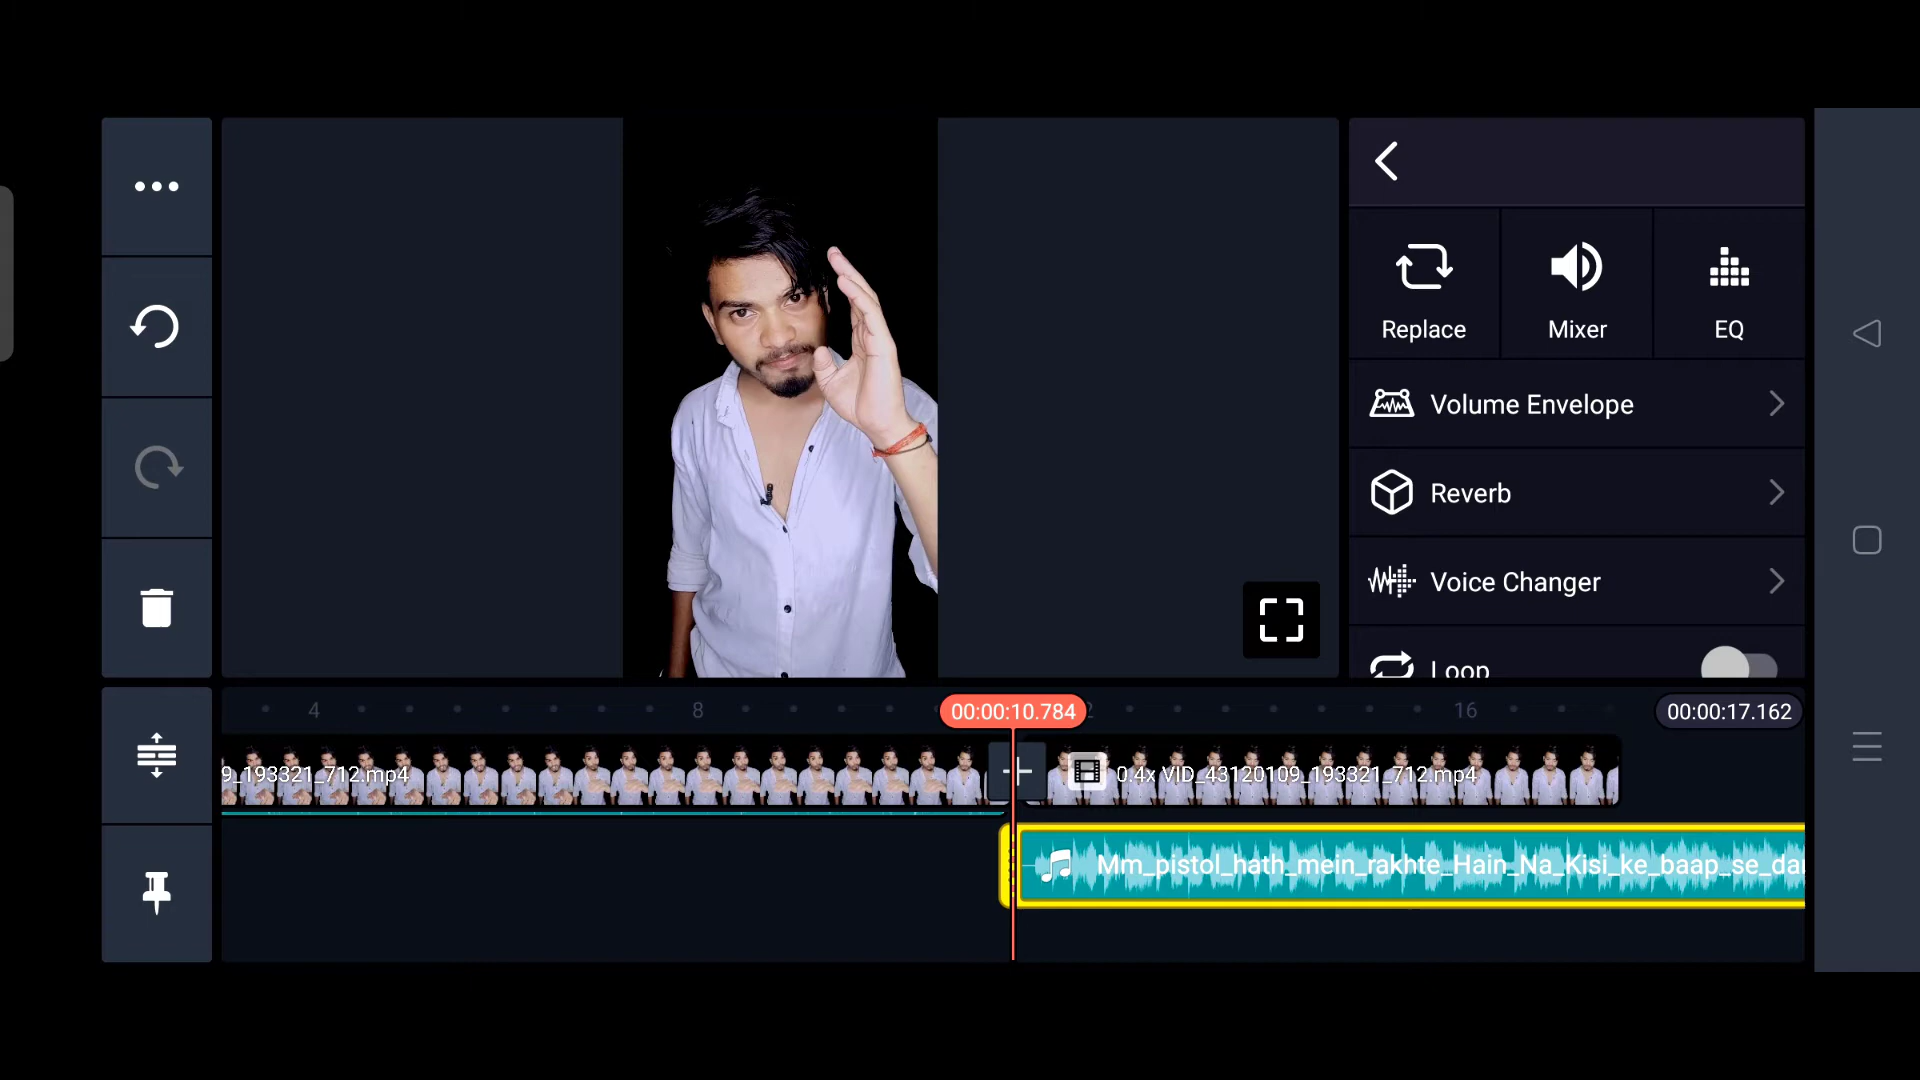 Replace
Mixer
EQ
Volume Envelope
Reverb
Voice Changer
Loop
4
8
00:00:10.784
16
00:00:17.162
9_193321_712.mp4
0.4x VID_43120109_193321_712.mp4
Mm_pistol_hath_mein_rakhte_Hain_Na_Kisi_ke_baap_se_dar